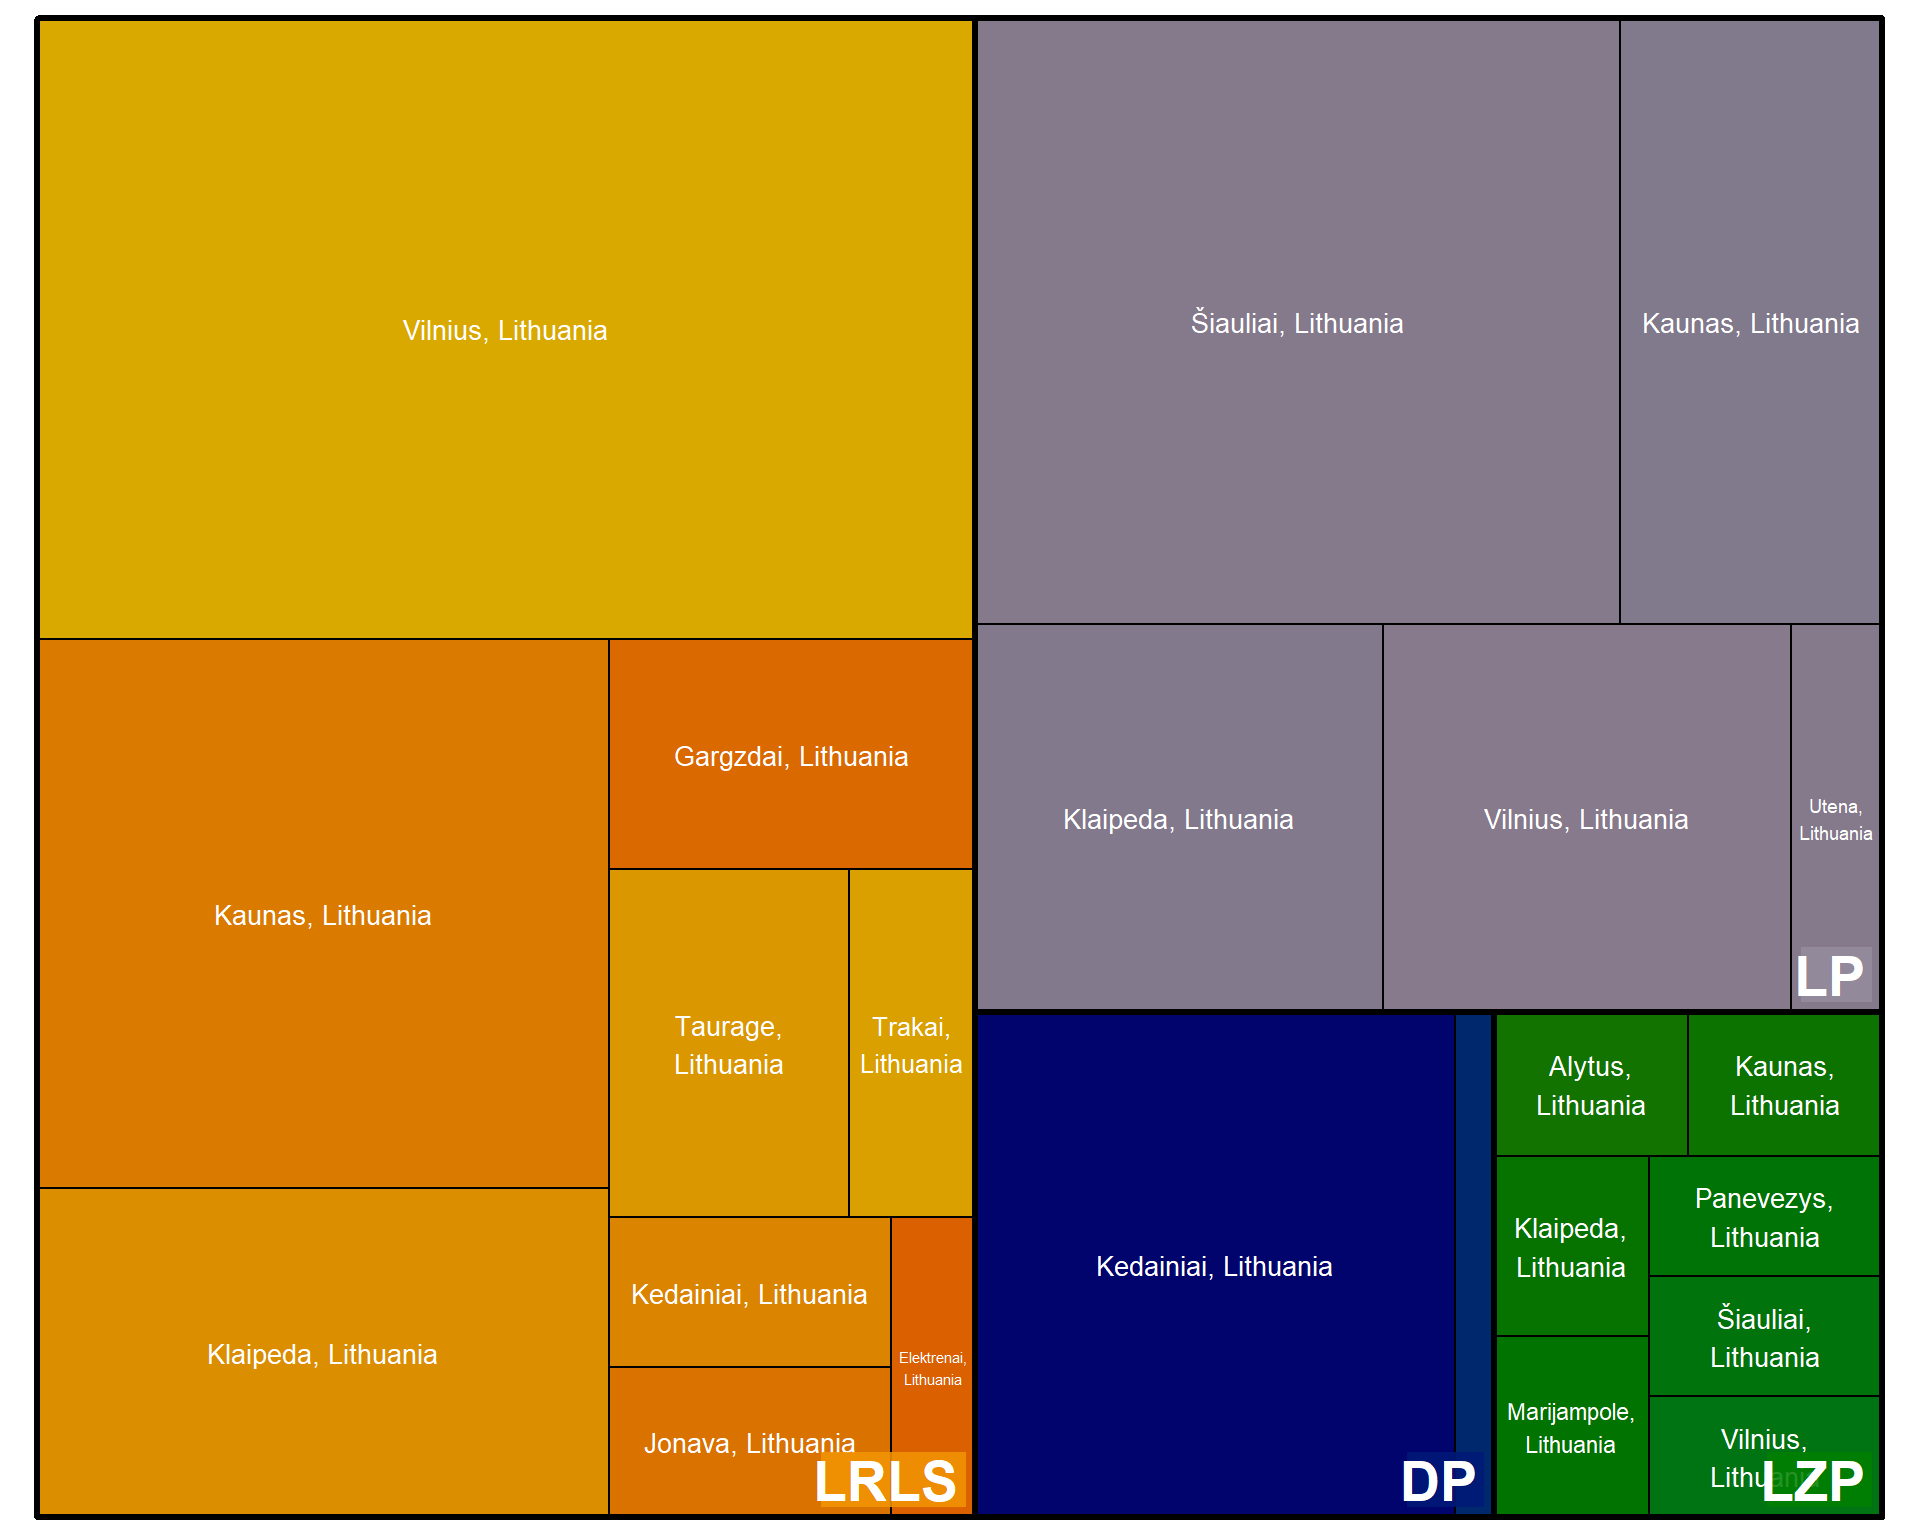 Vilnius, Lithuania
Kaunas, Lithuania
Gargzdai, Lithuania
Taurage,
Lithuania
Trakai,
Lithuania
Klaipeda, Lithuania
Kedainiai, Lithuania
Jonava, Lithuania
Elektrenai,
Lithuania
LRLS
Šiauliai, Lithuania
Kaunas, Lithuania
Klaipeda, Lithuania
Vilnius, Lithuania
Utena,
Lithuania
LP
Kedainiai, Lithuania
DP
Alytus,
Lithuania
Kaunas,
Lithuania
Klaipeda,
Lithuania
Panevezys,
Lithuania
Šiauliai,
Lithuania
Marijampole,
Lithuania
Vilnius,
Lithuania
LZP